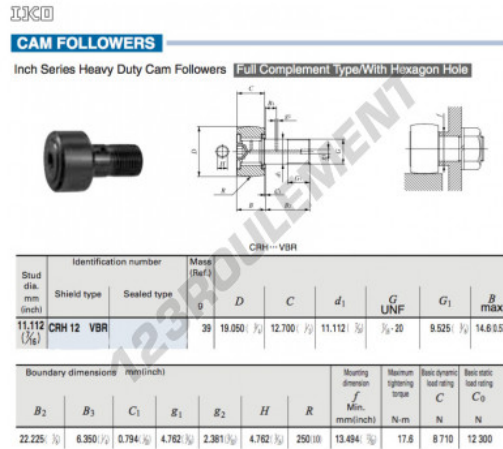 IKO
CAM FOLLOWERS
Inch Series Heavy Duty Cam Followers Full Complement Type/With Hexagon Hole
C
D
H
R
B
CRH···VBR
123ROULEMENT
Stud dia. mm (inch) Identification number Mass (Ref.) g
Shield type Sealed type D C d1 G UNF G1 B max
11.112 CRH 12 VBR 39 19.050 12.700 11.112 -20 9.525 14.6
Boundary dimensions mm(inch) Mounting dimension f Min. mm(inch) Maximum tightening torque N-m Basic dynamic load rating C N Basic static load rating C0 N
B2 B3 C1 g1 g2 H R
22.225 6.350 0.794 4.762 2.381 4.762 250(10) 13.494 17.6 8 710 12 300